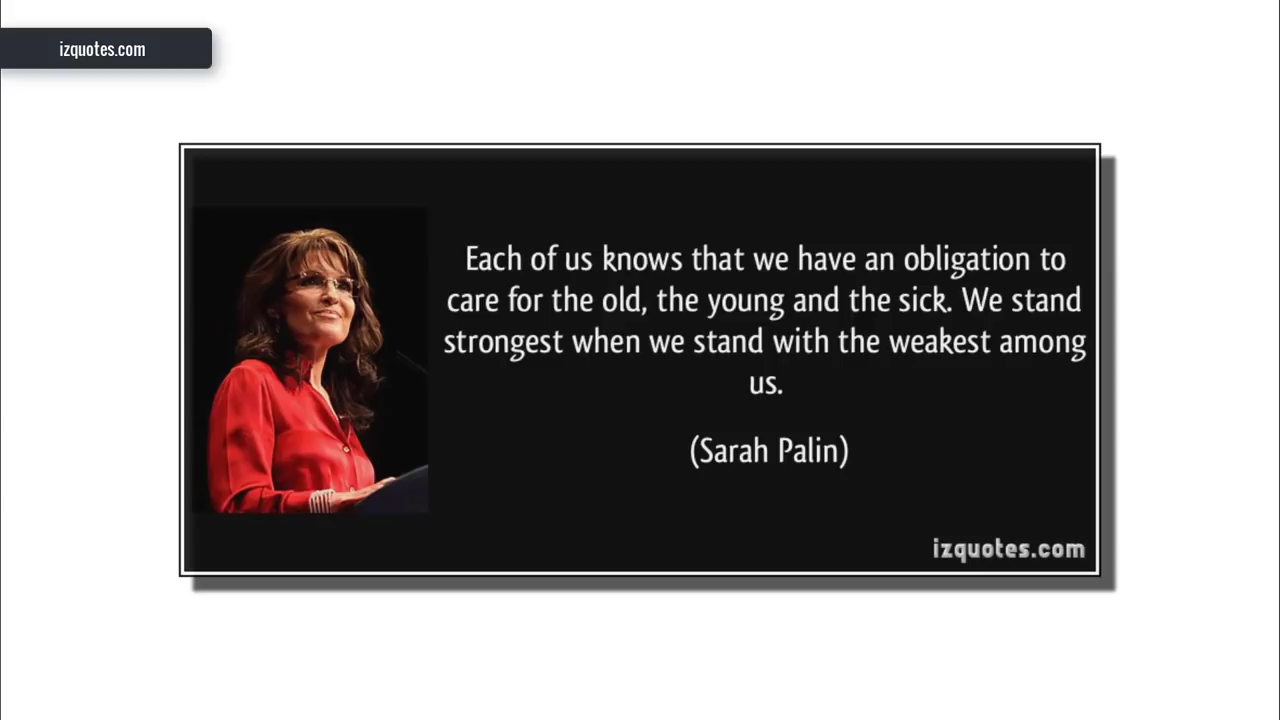 izquotes.com
Each of us knows that we have an obligation to
care for the old, the young and the sick. We stand
strongest when we stand with the weakest among
us.
(Sarah Palin)
izquotes.com